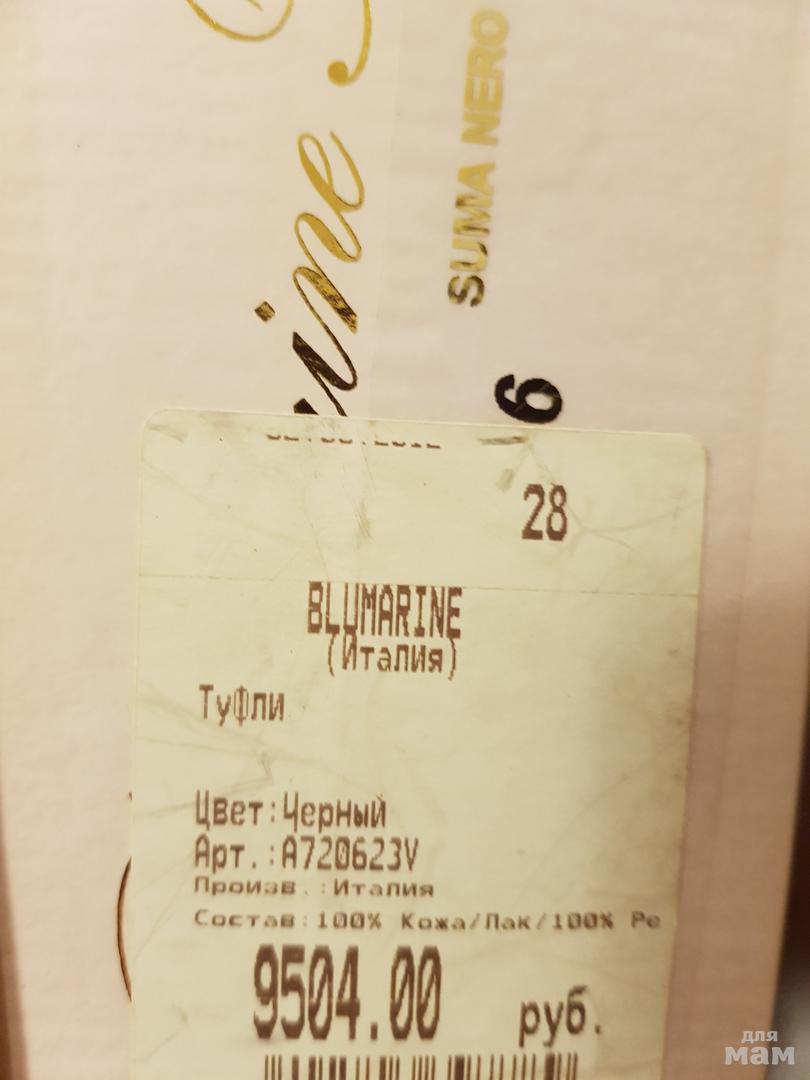 ine
SUMA NERO
6
28
BLUMARINE
(Италия)
Туфли
Цвет:Черный
Арт.:A720623V
Произв.:Италия
Состав:100% Кожа/Лак/100% Ре
9504.00 руб.
для
мам